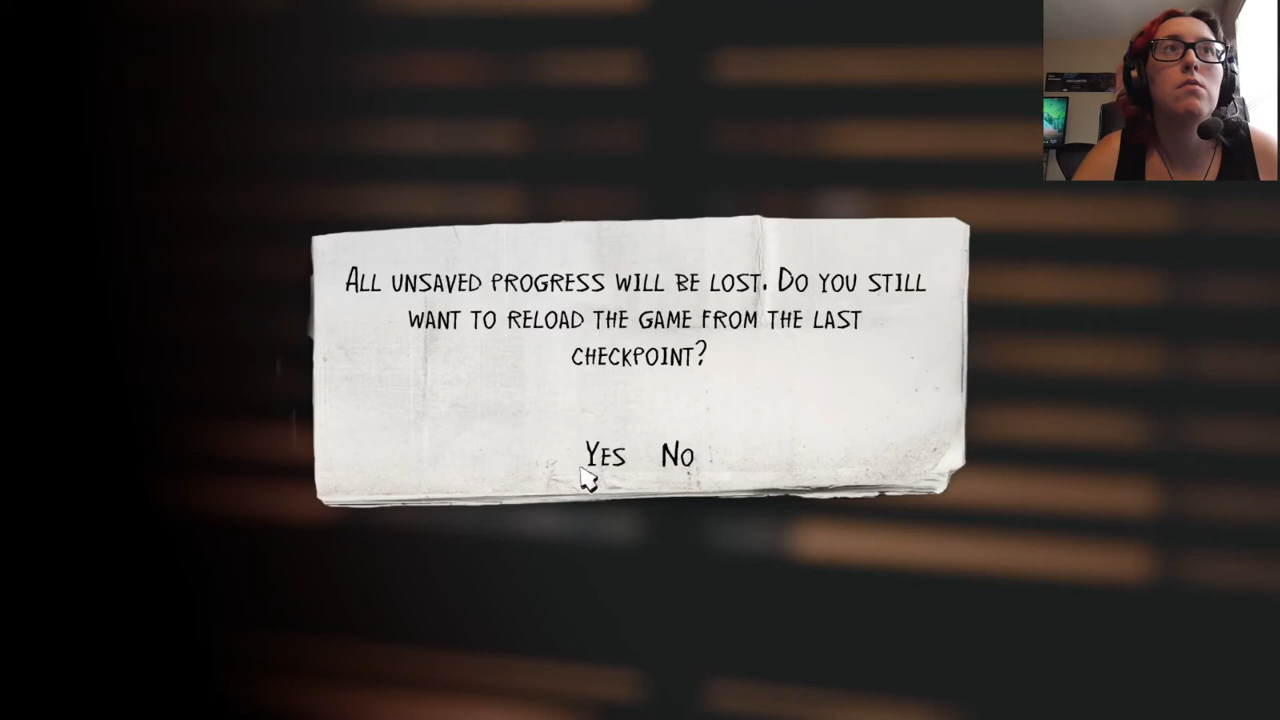 All unsaved progress will be lost. Do you still
want to reload the game from the last
checkpoint?
Yes No